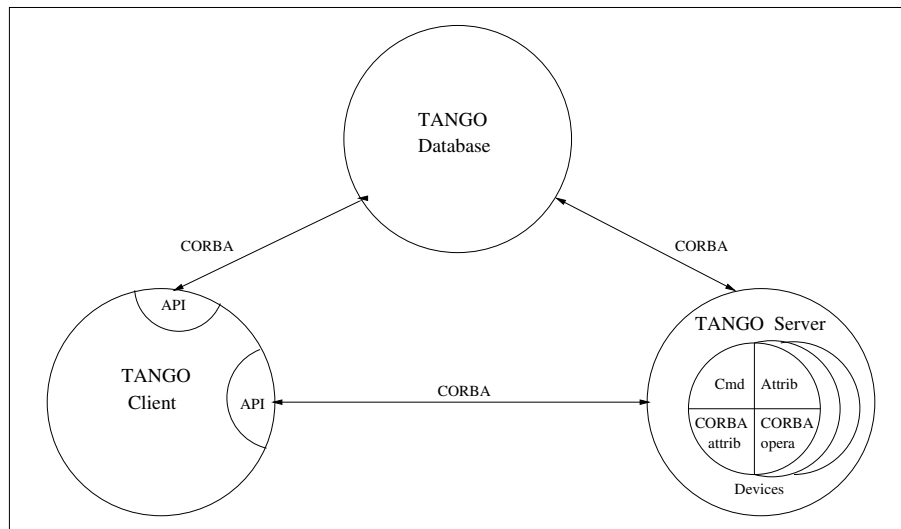 TANGO
Database
CORBA
CORBA
API
TANGO
Client
API
CORBA
TANGO Server
Cmd
Attrib
CORBA
attrib
CORBA
opera
Devices